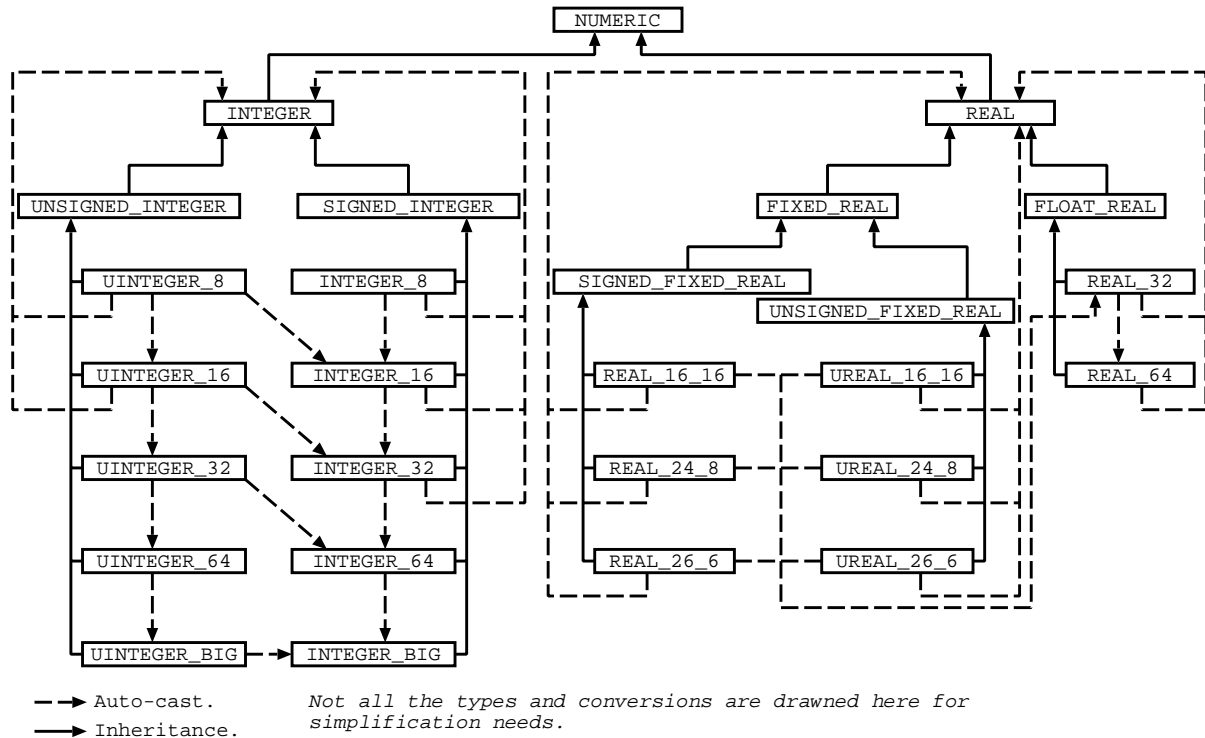 NUMERIC
INTEGER
REAL
UNSIGNED_INTEGER
SIGNED_INTEGER
FIXED_REAL
FLOAT_REAL
UINTEGER_8
INTEGER_8
SIGNED_FIXED_REAL
REAL_32
UNSIGNED_FIXED_REAL
UINTEGER_16
INTEGER_16
REAL_16_16
UREAL_16_16
REAL_64
UINTEGER_32
INTEGER_32
REAL_24_8
UREAL_24_8
UINTEGER_64
INTEGER_64
REAL_26_6
UREAL_26_6
UINTEGER_BIG
INTEGER_BIG
Auto-cast.
Inheritance.
Not all the types and conversions are drawned here for
simplification needs.